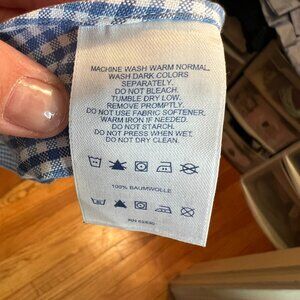 MACHINE WASH WARM NORMAL,
WASH DARK COLORS
SEPARATELY.
DO NOT BLEACH.
TUMBLE DRY LOW.
REMOVE PROMPTLY.
DO NOT USE FABRIC SOFTENER.
WARM IRON IF NEEDED.
DO NOT STARCH.
DO NOT PRESS WHEN WET.
DO NOT DRY CLEAN.
100% BAUMWOLLE
RN